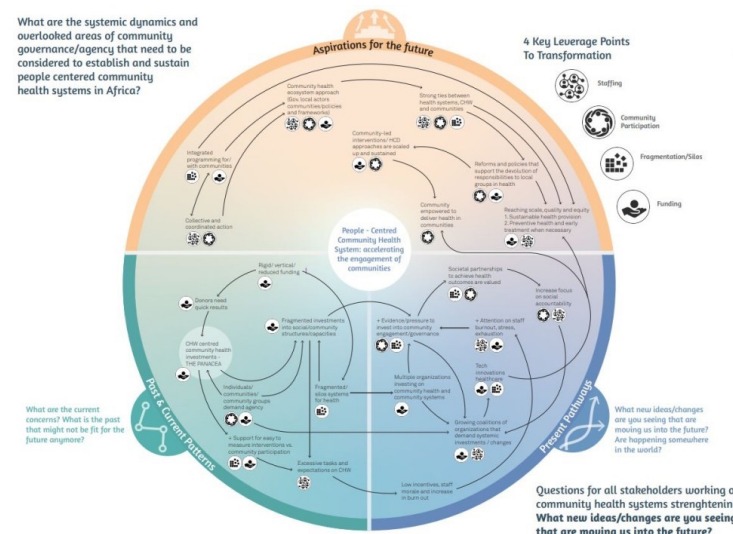 What are the systemic dynamics and
overlooked areas of community
governance/agency that need to be
considered to establish and sustain
people centered community
health systems in Africa?
Aspirations for the future
4 Key Leverage Points
To Transformation
Staffing
Community
Participation
Fragmentation/Silos
Funding
Community health
ecosystem approach
communities/policies
and frameworks)
Strong ties between
health systems, CHW
and communities
Community-led
interventions/ HCD
approaches are scaled
up and sustained
Integrated
programming for/
with communities
Reforms and policies that
support the devolution of
responsibilities to local
groups in health
Collective and
coordinated action
Community
empowered to
deliver health in
communities
Reaching scale, quality and equity
1. Sustainable health provision
2. Preventive health and early
treatment when necessary
People - Centred
Community Health
System: accelerating
the engagement of
communities
Rigid/ vertical/
reduced funding
Donors need
quick results
Fragmented investments
into social/community
structures/capacities
CHW centred
community health
investments -
THE PANACEA
Individuals/
communities/
community groups
demand agency
Fragmented/
silos systems
for health
+ Support for easy to
measure interventions vs.
community participation
Excessive tasks and
expectations on CHW
Societal partnerships
to achieve health
outcomes are valued
Increase focus
on social
accountability
+ Evidence/pressure to
invest into community
engagement/governance
+ Attention on staff
burnout, stress,
exhaustion
Tech
innovations
healthcare
Multiple organizations
investing on
community health and
community systems
Growing coalitions of
organizations that
demand systems
investments / changes
Low incentives, staff
morale and increase
in burn out
Past & Current Patterns
Present Pathways
What are the current
concerns? What is the past
that might not be fit for the
future anymore?
What new ideas/changes
are you seeing that are
moving us into the future?
Are happening somewhere
in the world?
Questions for all stakeholders working o
community health systems strenghtenin
What new ideas/changes are you seeing
that are moving us into the future?